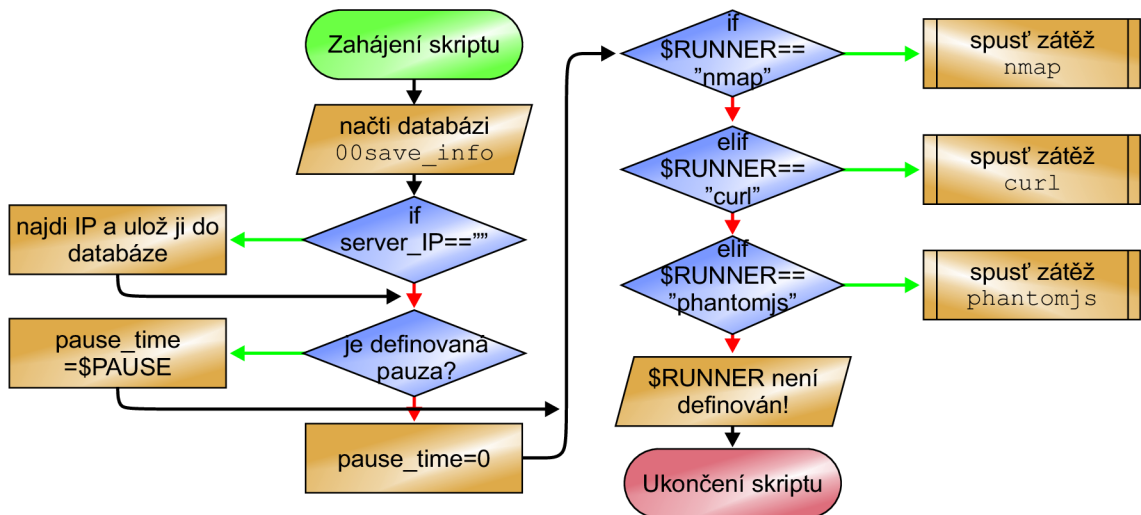 Zahájení skriptu
načti databázi
00save_info
if
server_IP==””
najdi IP a ulož ji do
databáze
je definovaná
pauza?
pause_time
=$PAUSE
pause_time=0
if
$RUNNER==
”nmap”
spusť zátěž
nmap
elif
$RUNNER==
”curl”
spusť zátěž
curl
elif
$RUNNER==
”phantomjs”
spusť zátěž
phantomjs
$RUNNER není
definován!
Ukončení skriptu